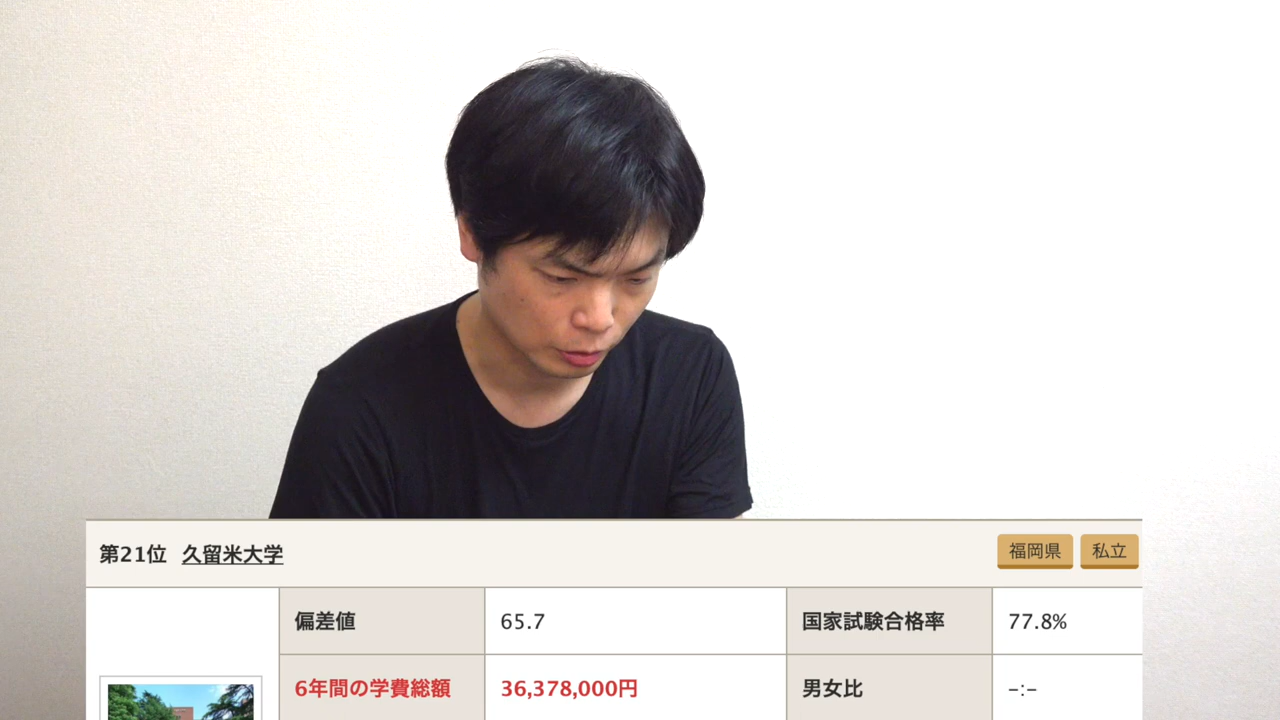 第21位 久留米大学 福岡県 私立
偏差値 65.7 国家試験合格率 77.8%
6年間の学費総額 36,378,000円 男女比 -:-